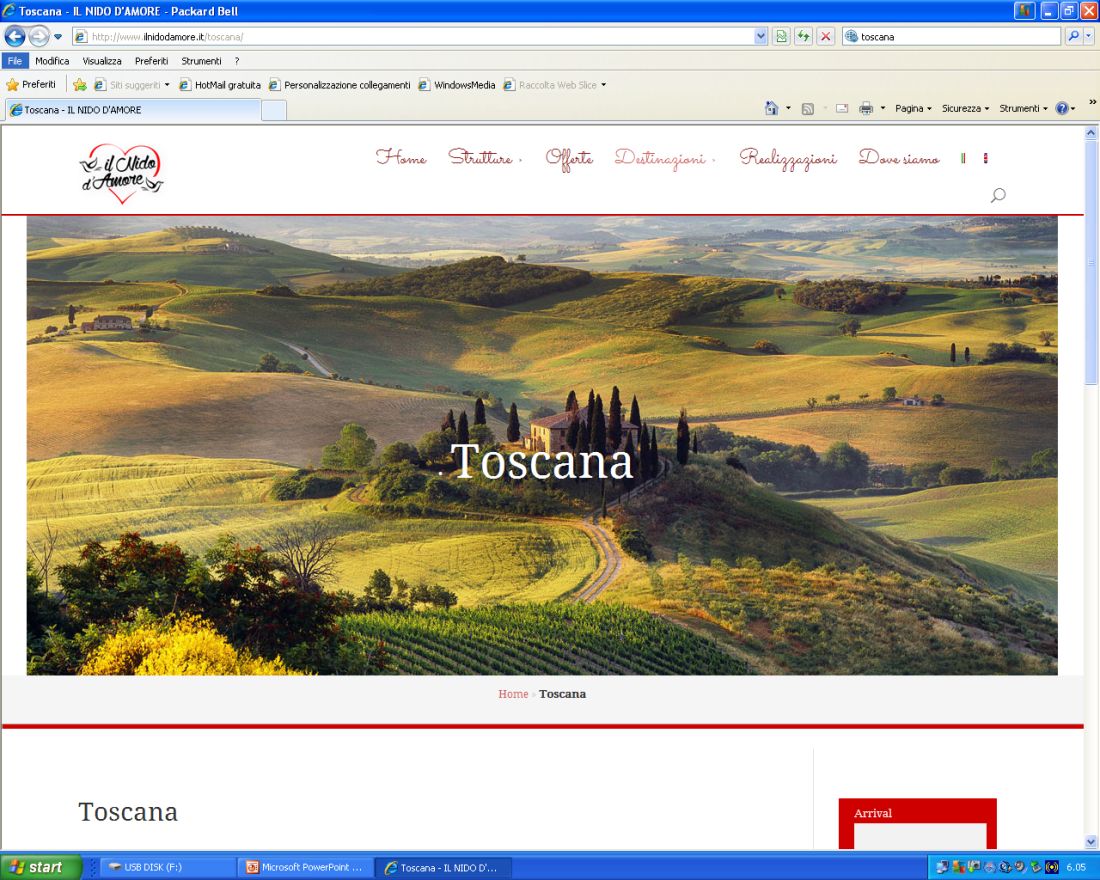 Toscana - IL NIDO D'AMORE - Packard Bell
http://www.ilnidodamore.it/toscana/
toscana
File Modifica Visualizza Preferiti Strumenti ?
Preferiti Siti suggeriti HotMail gratuita Personalizzazione collegamenti WindowsMedia Raccolta Web Slice
Toscana - IL NIDO D'AMORE
Pagina Sicurezza Strumenti »
il Nido
d'Amore
Home Strutture Offerte Destinazioni Realizzazioni Dove siamo
Toscana
Home » Toscana
Toscana
Arrival
start USB DISK (F:) Microsoft PowerPoint ... Toscana - IL NIDO D'... 6.05